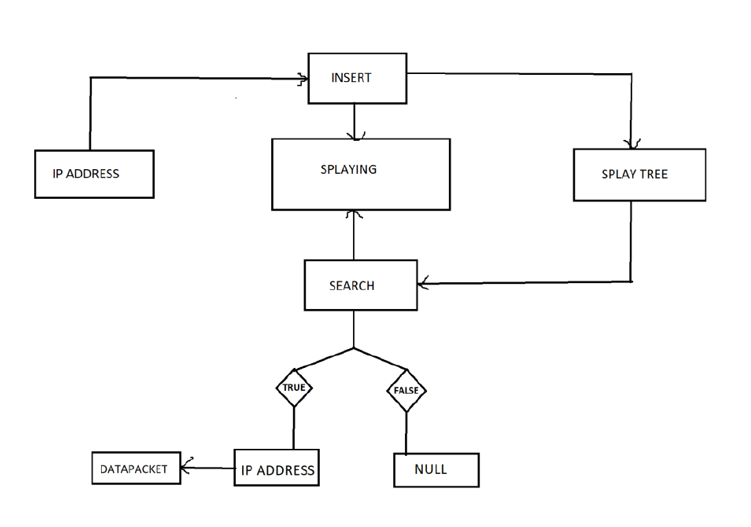 INSERT
IP ADDRESS
SPLAYING
SPLAY TREE
SEARCH
TRUE
FALSE
DATAPACKET
IP ADDRESS
NULL